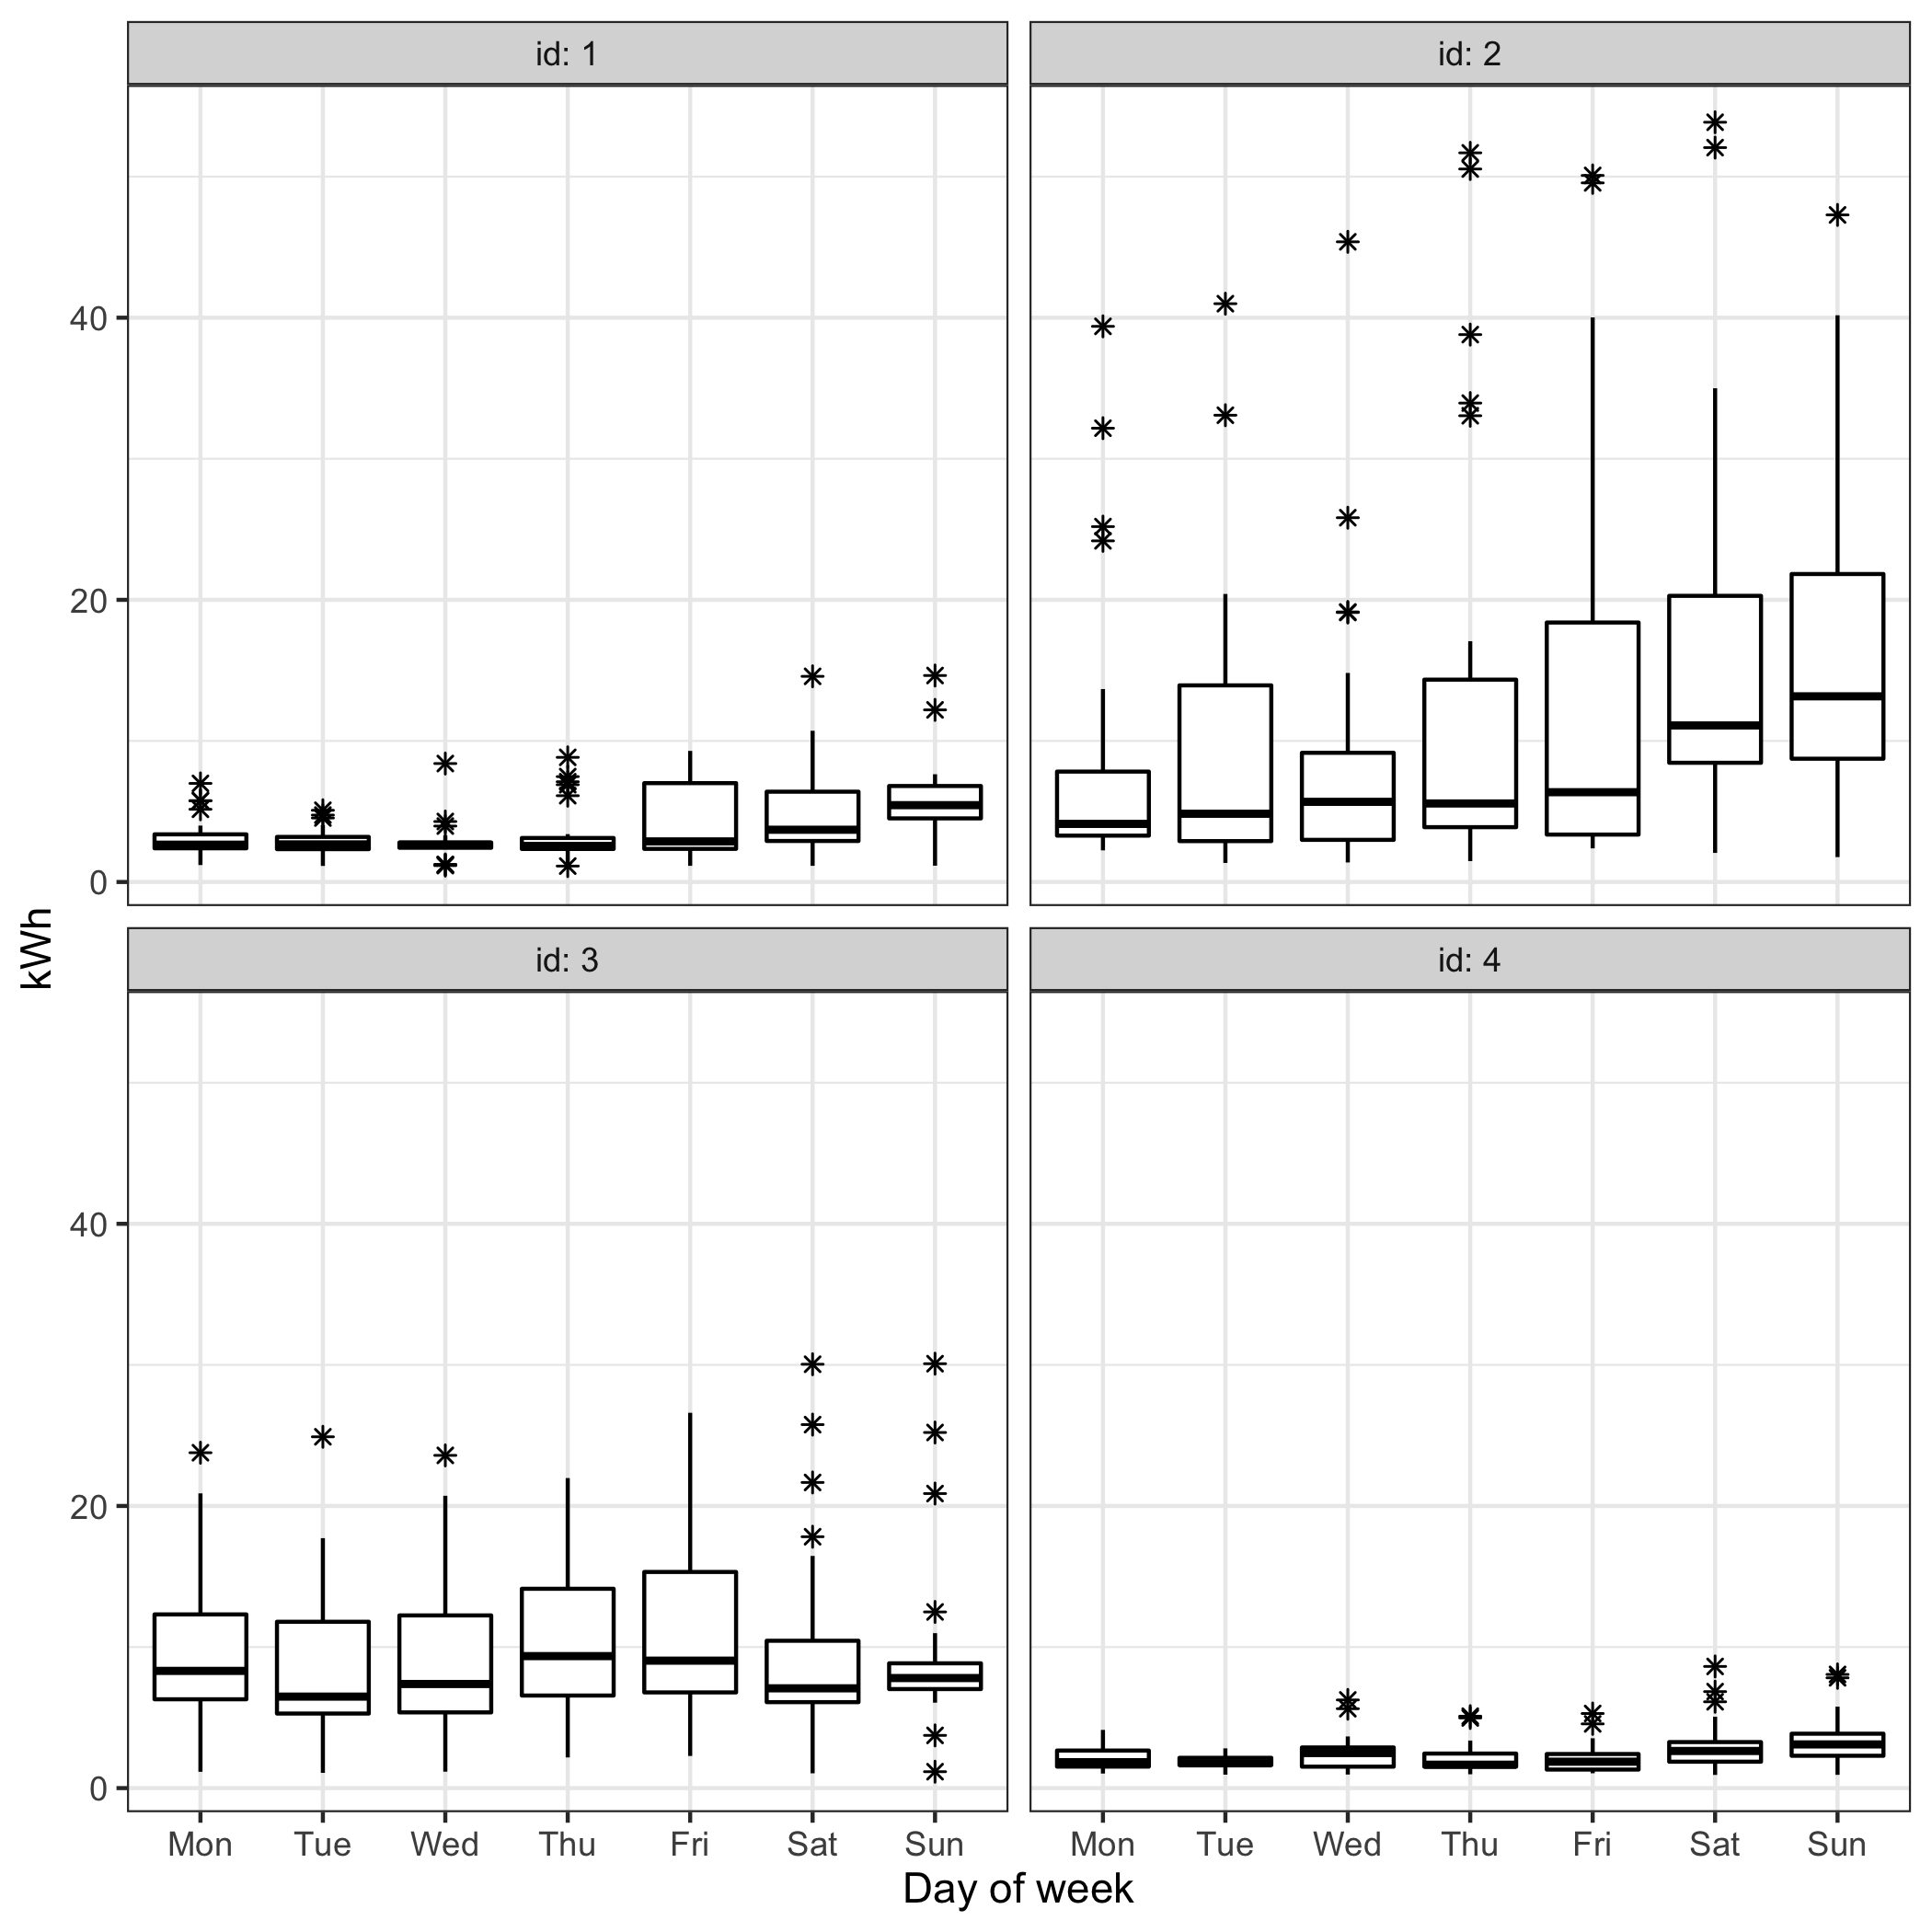 id: 1
id: 2
40
20
0
kWh
id: 3
id: 4
40
20
0
Mon Tue Wed Thu Fri Sat Sun Mon Tue Wed Thu Fri Sat Sun
Day of week